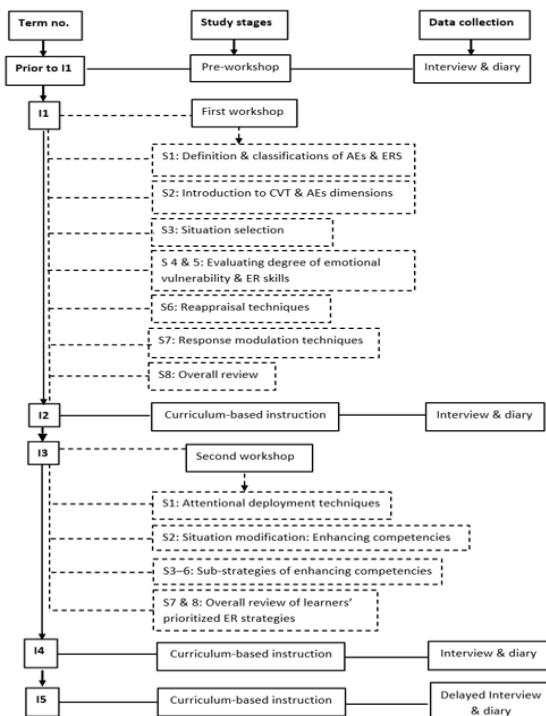 Term no.
Study stages
Data collection
Prior to I1
Pre-workshop
Interview & diary
I1
First workshop
S1: Definition & classifications of AEs & ERS
S2: Introduction to CVT & AEs dimensions
S3: Situation selection
S 4 & 5: Evaluating degree of emotional
vulnerability & ER skills
S6: Reappraisal techniques
S7: Response modulation techniques
S8: Overall review
I2
Curriculum-based instruction
Interview & diary
I3
Second workshop
S1: Attentional deployment techniques
S2: Situation modification: Enhancing competencies
S3–6: Sub-strategies of enhancing competencies
S7 & 8: Overall review of learners'
prioritized ER strategies
I4
Curriculum-based instruction
Interview & diary
I5
Curriculum-based instruction
Delayed Interview
& diary